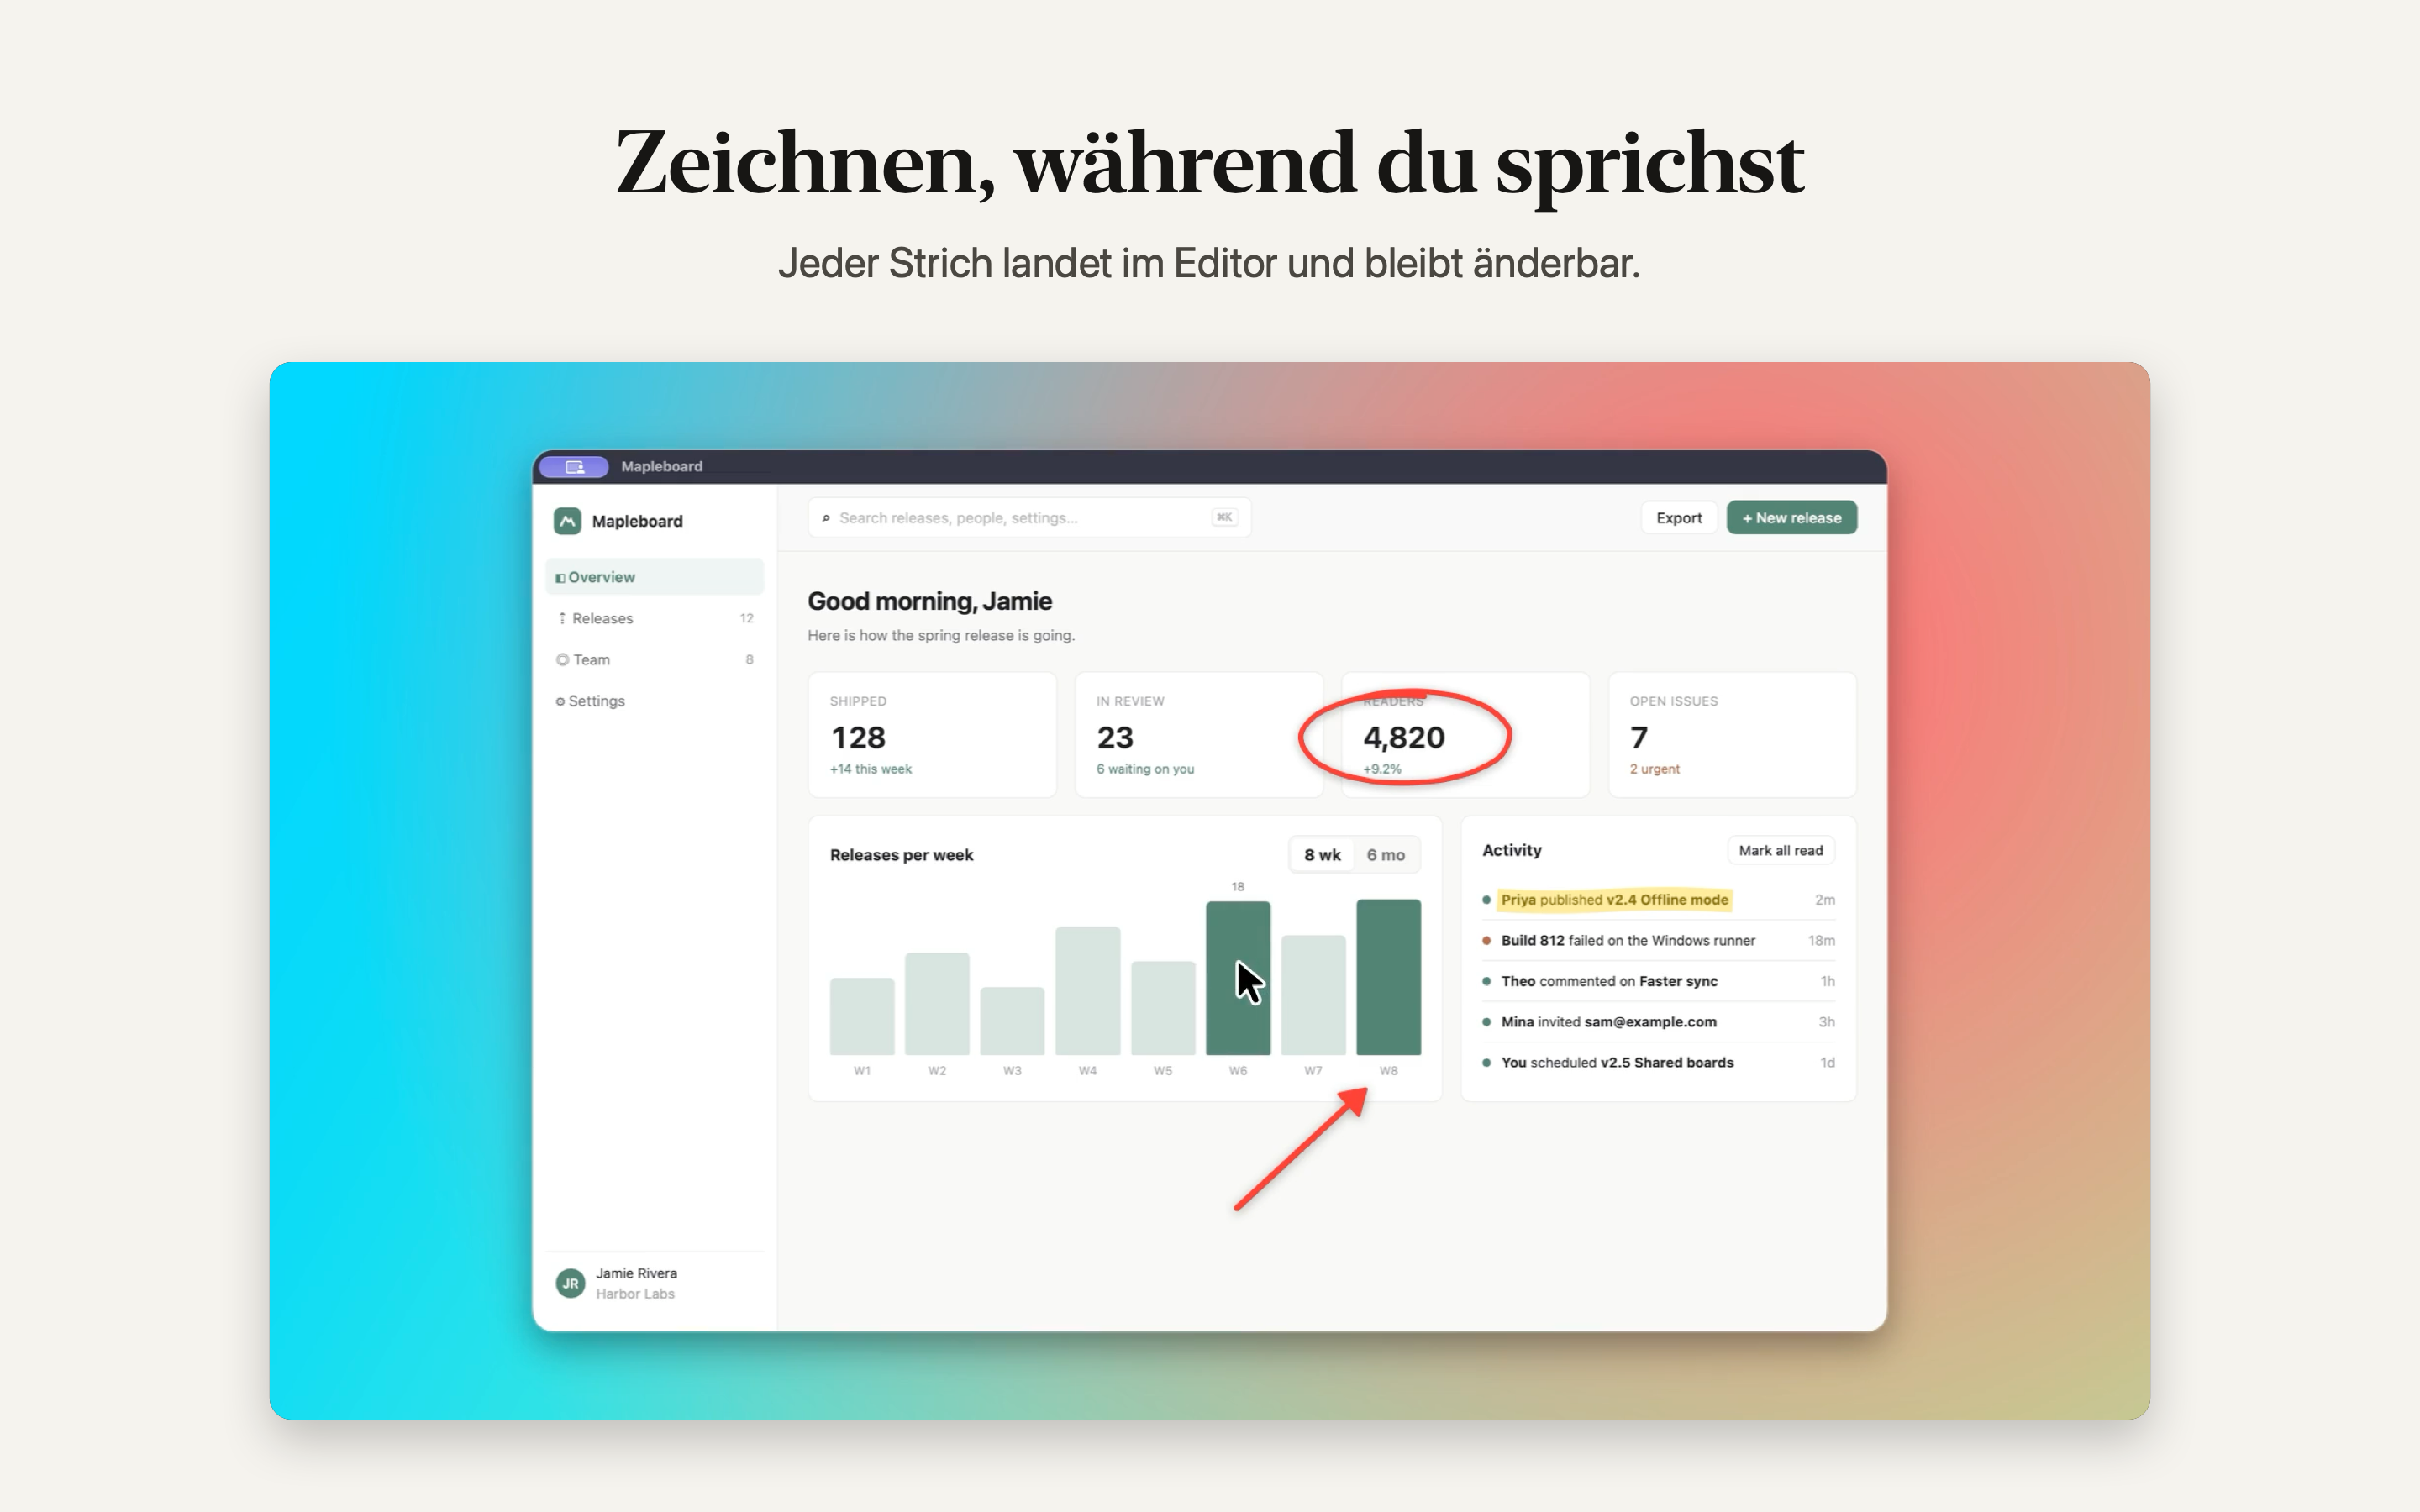 Zeichnen, während du sprichst
Jeder Strich landet im Editor und bleibt änderbar.
Mapleboard
Mapleboard
Search releases, people, settings...
⌘K
Export
+ New release
Overview
Releases 12
Team 8
Settings
Good morning, Jamie
Here is how the spring release is going.
SHIPPED
128
+14 this week
IN REVIEW
23
6 waiting on you
READERS
4,820
+9.2%
OPEN ISSUES
7
2 urgent
Releases per week
8 wk 6 mo
18
W1 W2 W3 W4 W5 W6 W7 W8
Activity
Mark all read
Priya published v2.4 Offline mode 2m
Build 812 failed on the Windows runner 18m
Theo commented on Faster sync 1h
Mina invited sam@example.com 3h
You scheduled v2.5 Shared boards 1d
JR
Jamie Rivera
Harbor Labs